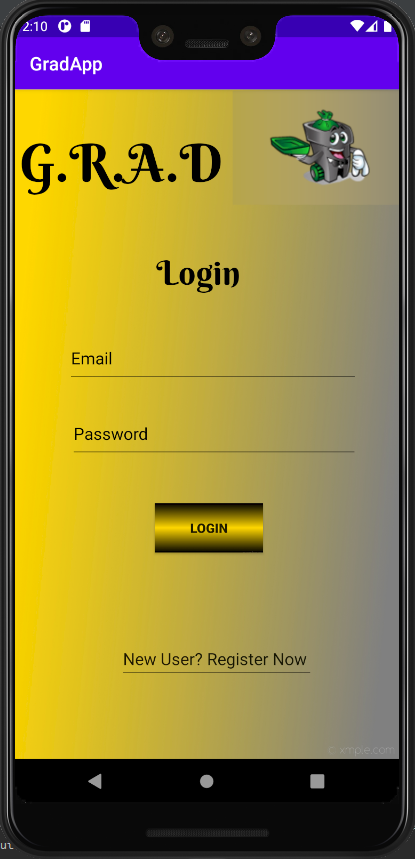 2:10
GradApp
G.R.A.D
Login
Email
Password
LOGIN
New User? Register Now